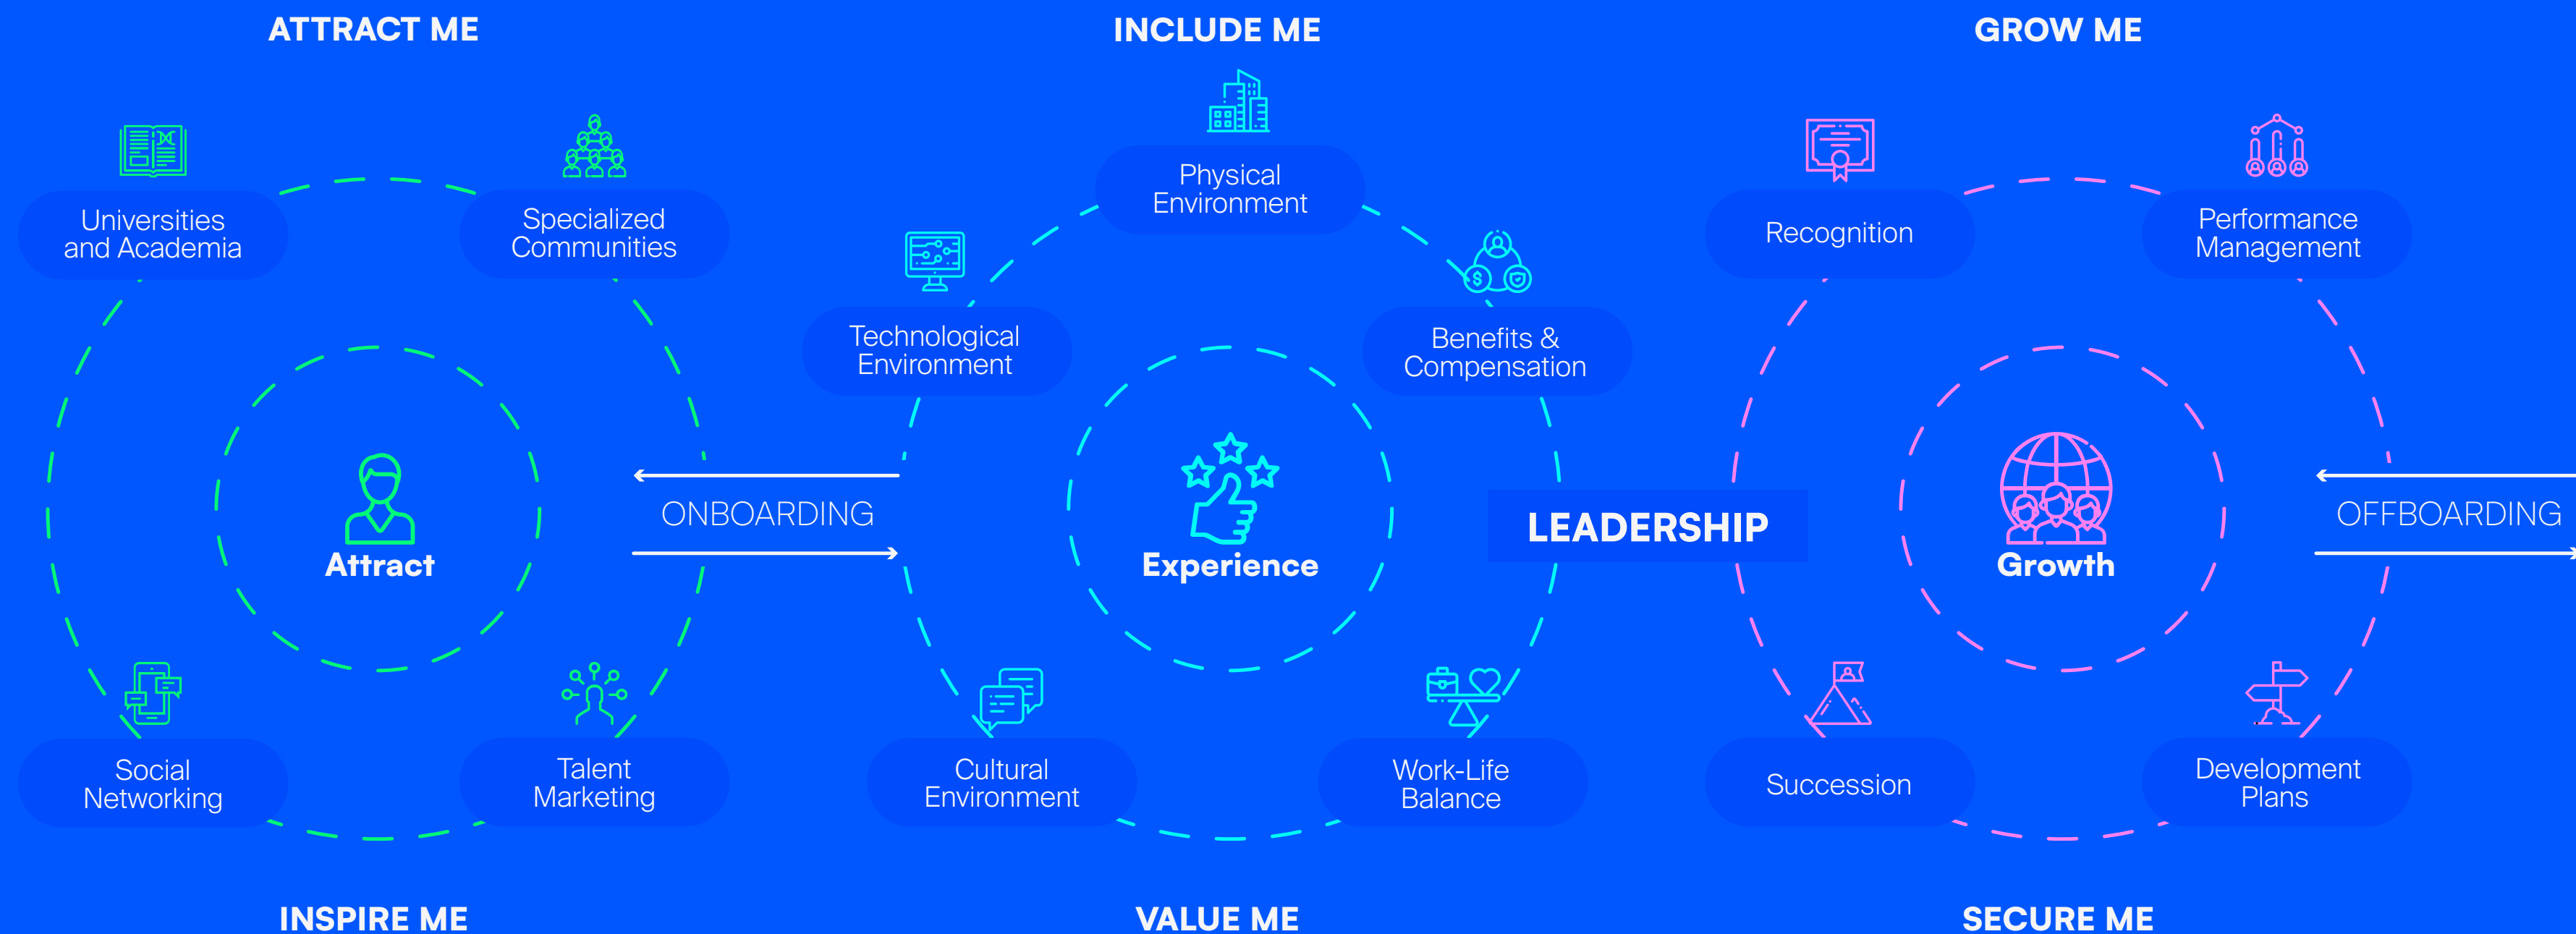 ATTRACT ME
INCLUDE ME
GROW ME
Universities
and Academia
Specialized
Communities
Physical
Environment
Technological
Environment
Benefits &
Compensation
Recognition
Performance
Management
Attract
ONBOARDING
Experience
LEADERSHIP
Growth
OFFBOARDING
Social
Networking
Talent
Marketing
Cultural
Environment
Work-Life
Balance
Succession
Development
Plans
INSPIRE ME
VALUE ME
SECURE ME